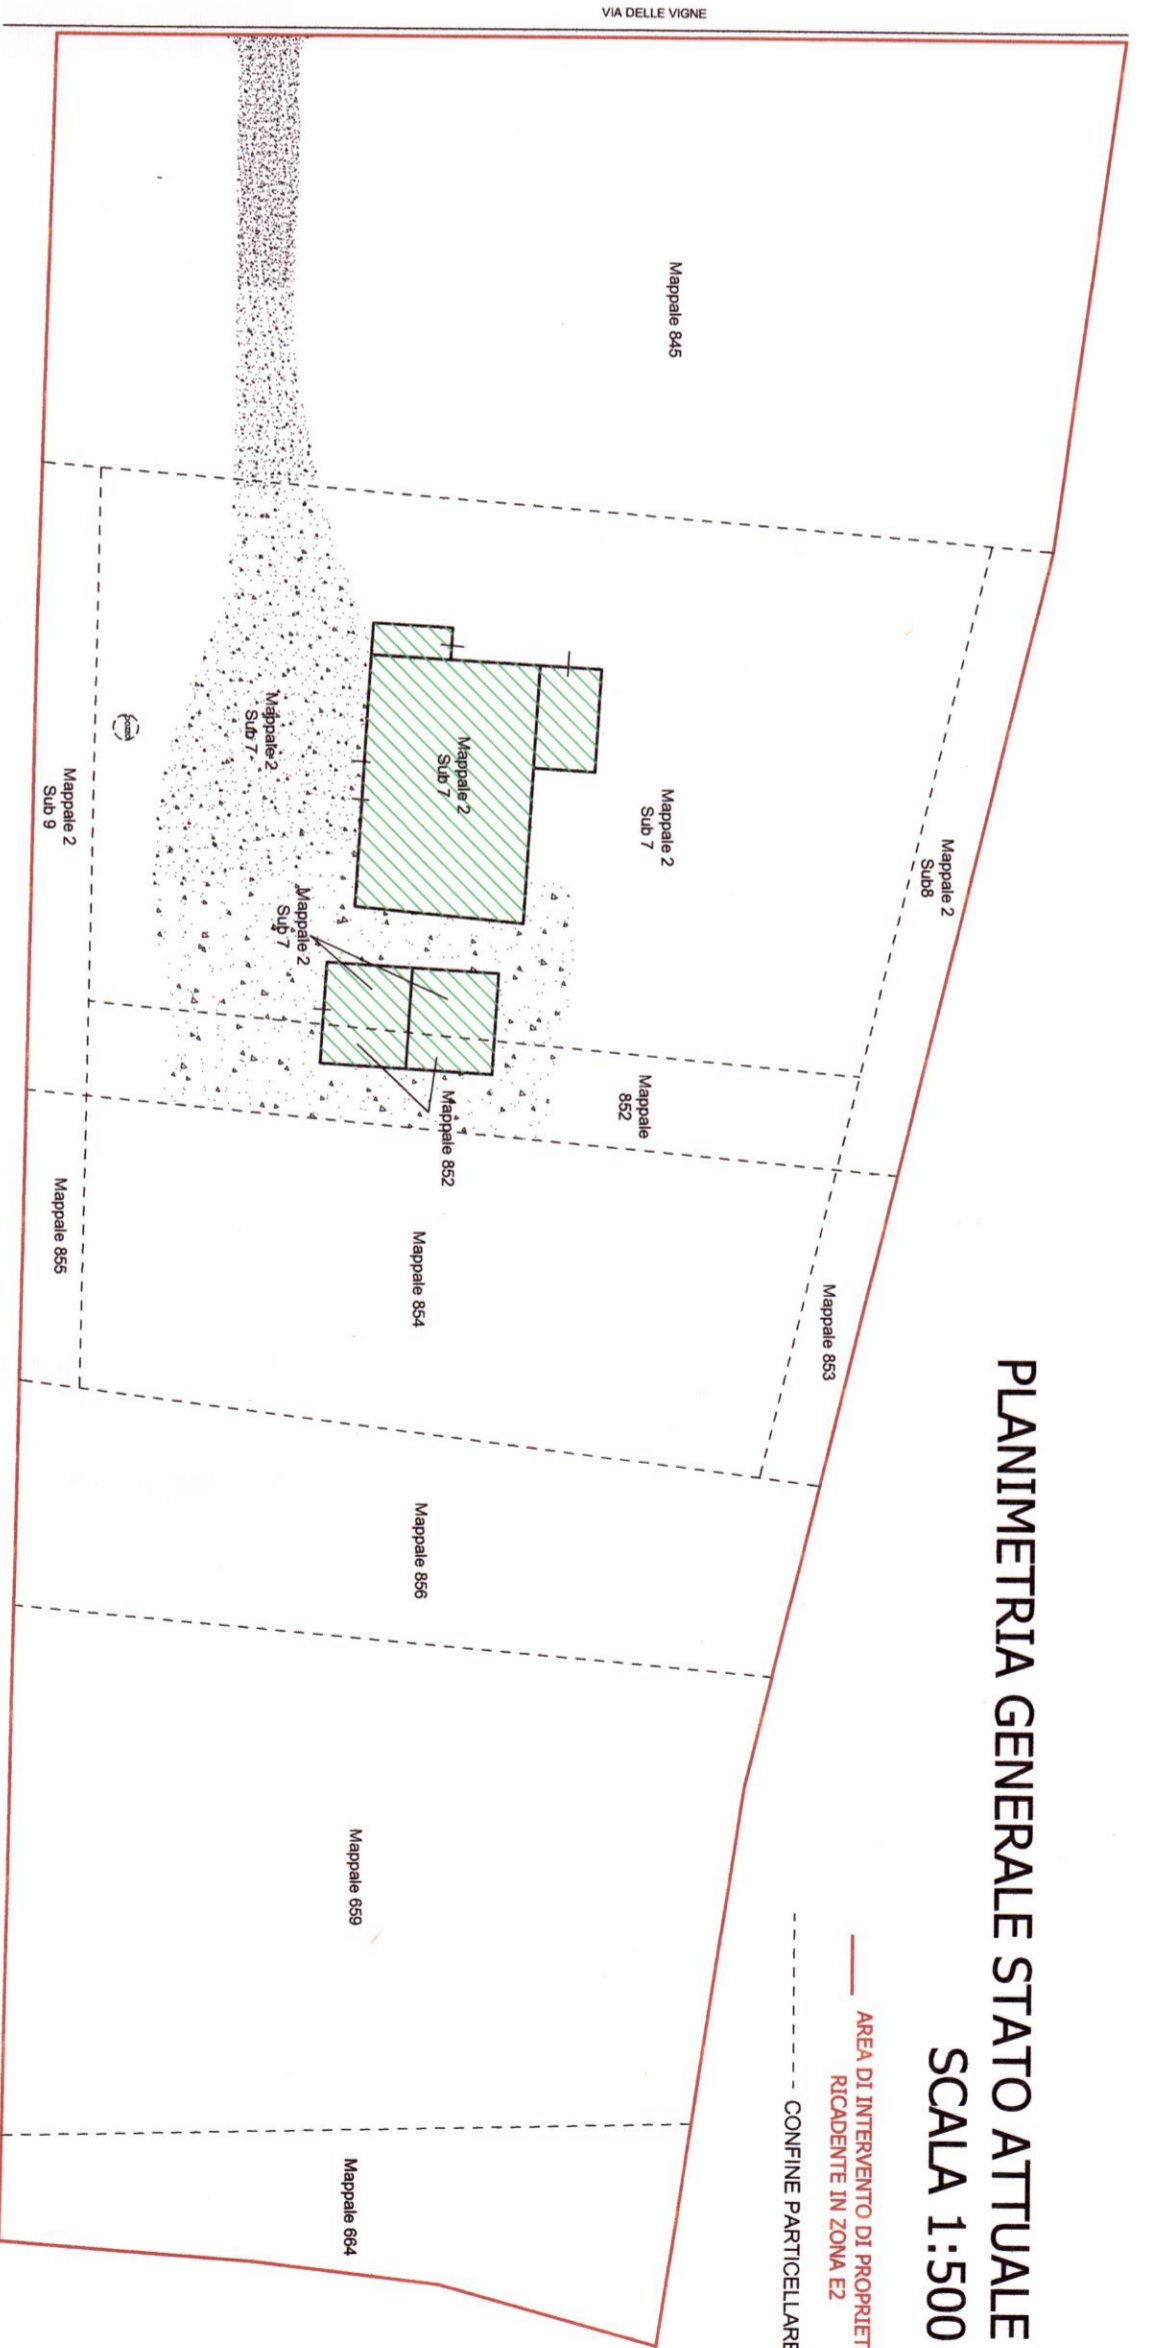 VIA DELLE VIGNE
PLANIMETRIA GENERALE STATO ATTUALE
SCALA 1:500
AREA DI INTERVENTO DI PROPRIET
RICADENTE IN ZONA E2
CONFINE PARTICELLARE
Mappale 845
Mappale 2
Sub8
Mappale 2
Sub 7
Mappale 2
Sub 7
Mappale 2
Sub 7
Mappale 2
Sub 7
pozzo
Mappale 2
Sub 9
Mappale
852
Mappale 852
Mappale 853
Mappale 854
Mappale 855
Mappale 856
Mappale 659
Mappale 664